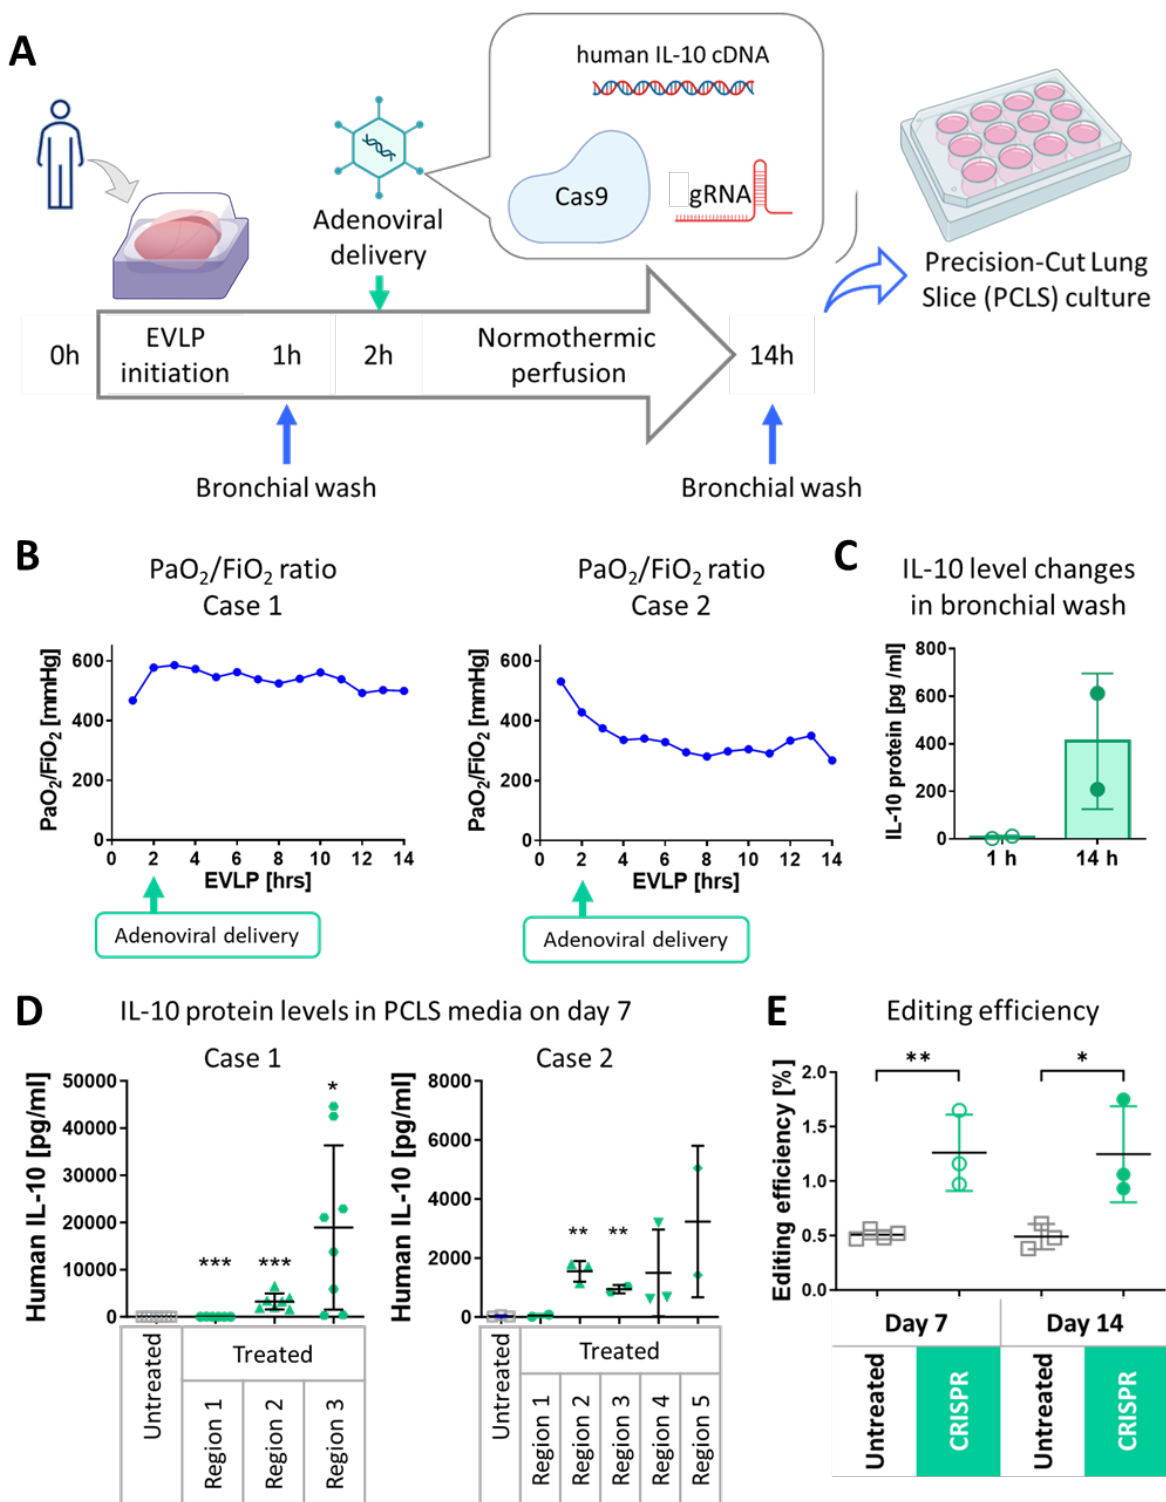 A
human IL-10 cDNA
Cas9
gRNA
Adenoviral
delivery
Precision-Cut Lung
Slice (PCLS) culture
0h
EVLP
initiation
1h
2h
Normothermic
perfusion
14h
Bronchial wash
Bronchial wash
B
PaO₂/FiO₂ ratio
Case 1
PaO₂/FiO₂ [mmHg]
600
400
200
0
0 2 4 6 8 10 12 14
EVLP [hrs]
Adenoviral delivery
PaO₂/FiO₂ ratio
Case 2
PaO₂/FiO₂ [mmHg]
600
400
200
0
0 2 4 6 8 10 12 14
EVLP [hrs]
Adenoviral delivery
C
IL-10 level changes
in bronchial wash
IL-10 protein [pg /ml]
800
600
400
200
0
1 h 14 h
D
IL-10 protein levels in PCLS media on day 7
Case 1
Human IL-10 [pg/ml]
50000
40000
30000
20000
10000
0
***
***
*
Untreated
Treated
Region 1
Region 2
Region 3
Case 2
Human IL-10 [pg/ml]
8000
6000
4000
2000
0
**
**
Untreated
Treated
Region 1
Region 2
Region 3
Region 4
Region 5
E
Editing efficiency
Editing efficiency [%]
2.0
1.5
1.0
0.5
0.0
**
*
Day 7
Day 14
Untreated
CRISPR
Untreated
CRISPR